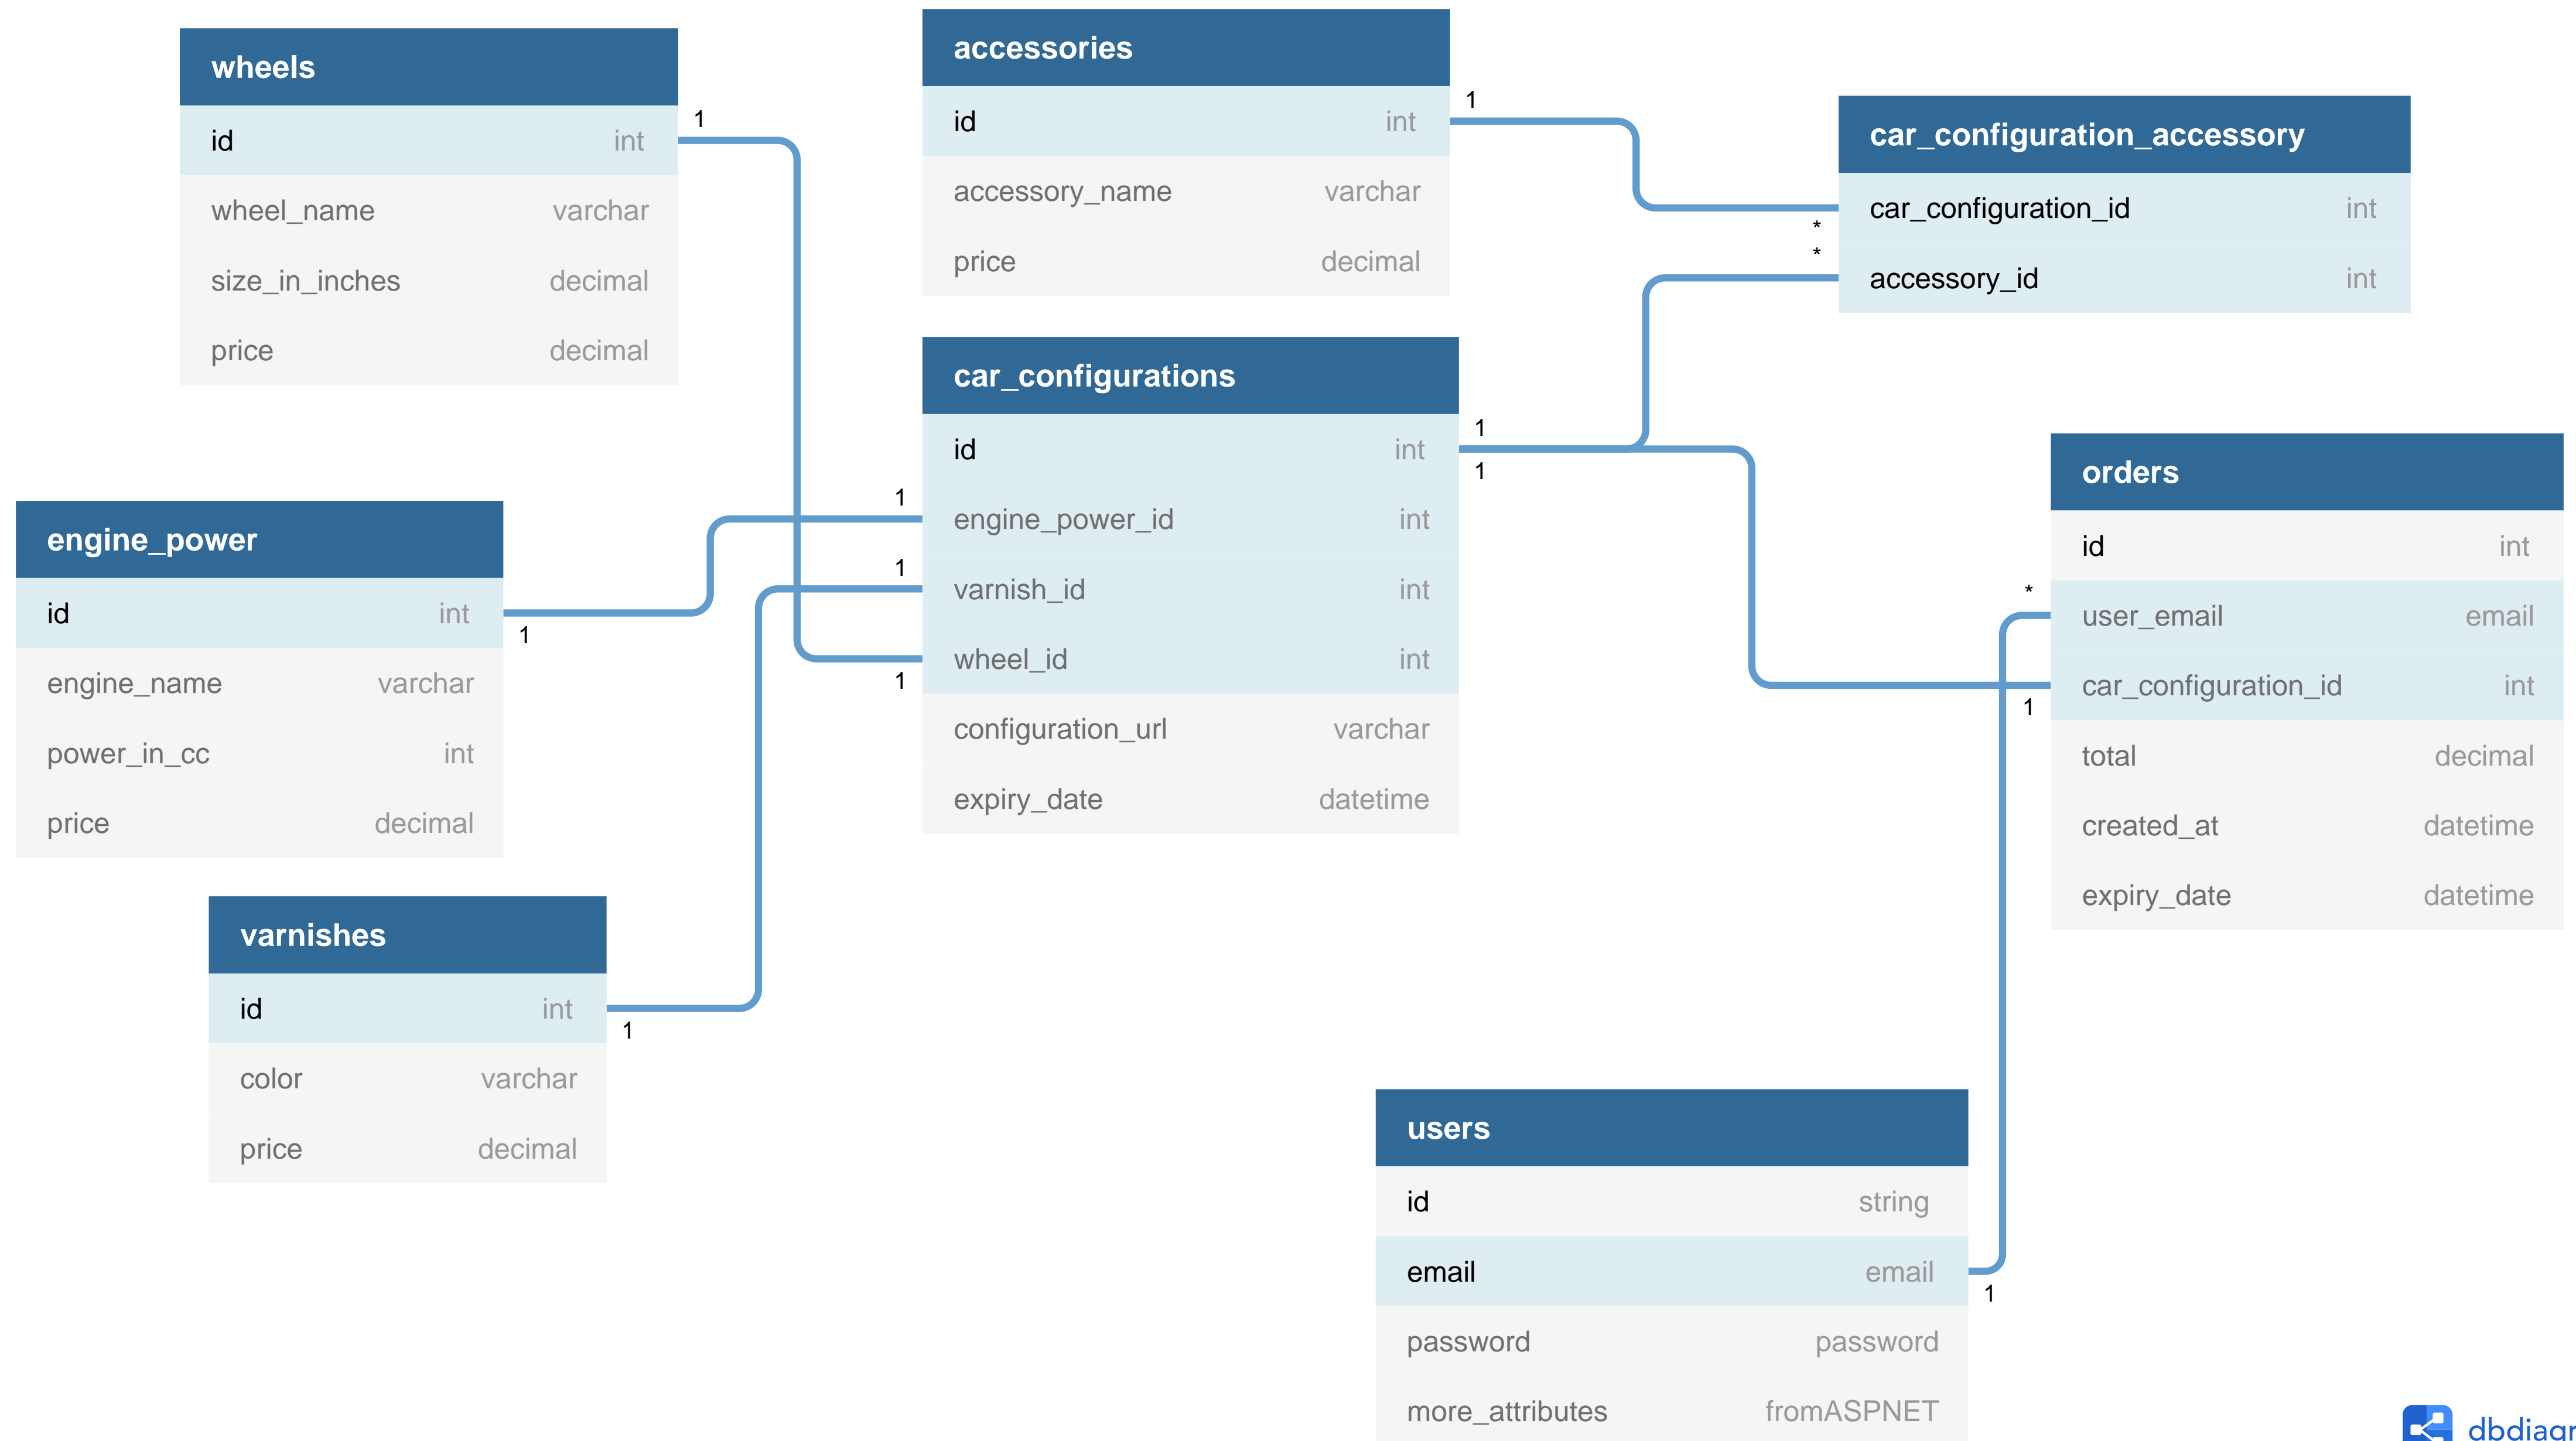 wheels
id int
wheel_name varchar
size_in_inches decimal
price decimal
1
accessories
id int
accessory_name varchar
price decimal
1
car_configuration_accessory
car_configuration_id int
accessory_id int
*
*
car_configurations
id int
engine_power_id int
varnish_id int
wheel_id int
configuration_url varchar
expiry_date datetime
1
1
1
1
1
engine_power
id int
engine_name varchar
power_in_cc int
price decimal
1
orders
id int
user_email email
car_configuration_id int
total decimal
created_at datetime
expiry_date datetime
*
1
varnishes
id int
color varchar
price decimal
1
users
id string
email email
password password
more_attributes fromASPNET
1
dbdiagr